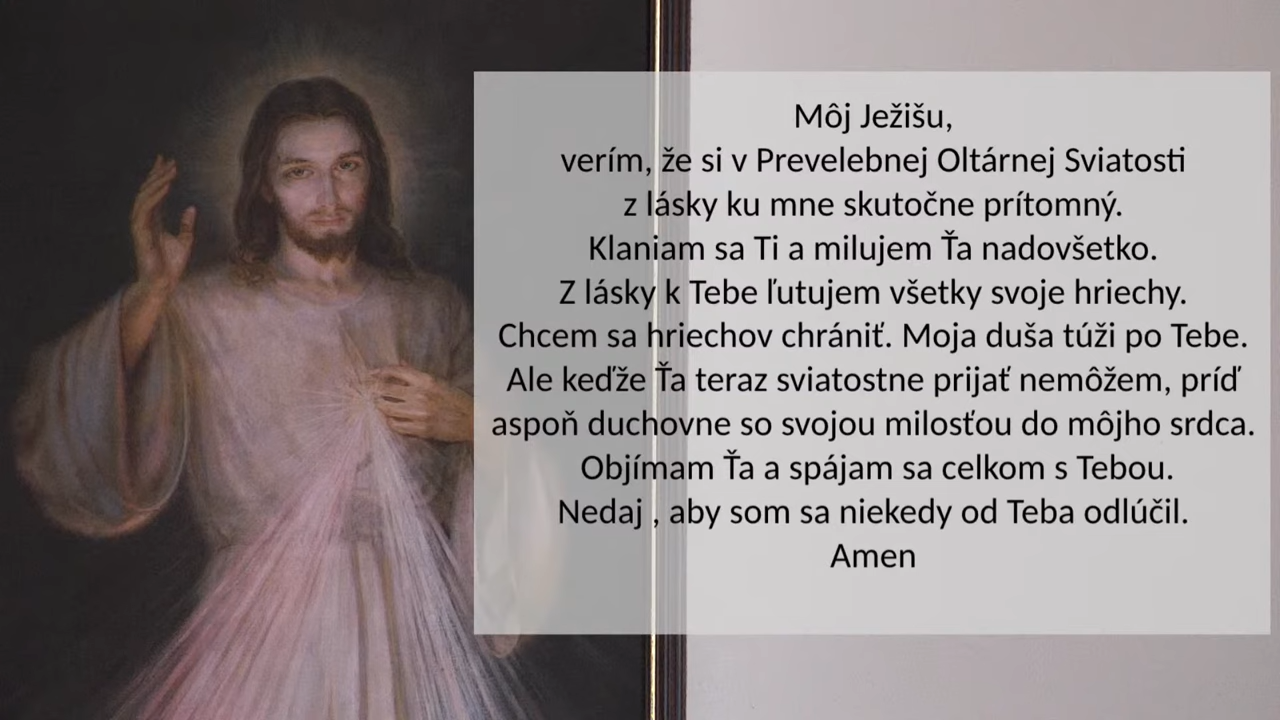 Môj Ježišu,
verím, že si v Prevelebnej Oltárnej Sviatosti
z lásky ku mne skutočne prítomný.
Klaniam sa Ti a milujem Ťa nadovšetko.
Z lásky k Tebe ľutujem všetky svoje hriechy.
Chcem sa hriechov chrániť. Moja duša túži po Tebe.
Ale keďže Ťa teraz sviatostne prijať nemôžem, príď
aspoň duchovne so svojou milosťou do môjho srdca.
Objímam Ťa a spájam sa celkom s Tebou.
Nedaj , aby som sa niekedy od Teba odlúčil.
Amen